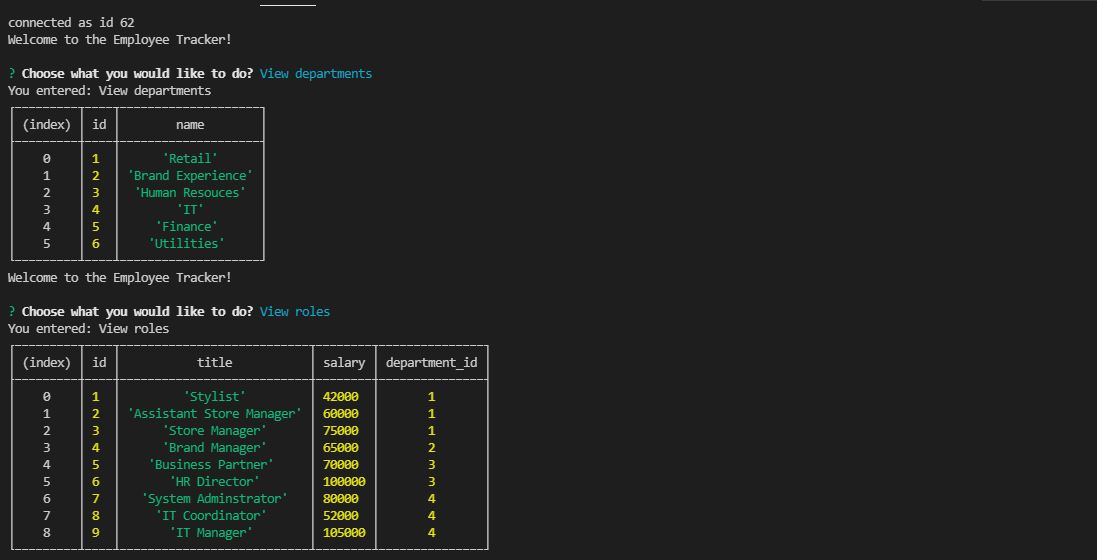 connected as id 62
Welcome to the Employee Tracker!
? Choose what you would like to do? View departments
You entered: View departments
(index) id name
0 1 'Retail'
1 2 'Brand Experience'
2 3 'Human Resouces'
3 4 'IT'
4 5 'Finance'
5 6 'Utilities'
Welcome to the Employee Tracker!
? Choose what you would like to do? View roles
You entered: View roles
(index) id title salary department_id
0 1 'Stylist' 42000 1
1 2 'Assistant Store Manager' 60000 1
2 3 'Store Manager' 75000 1
3 4 'Brand Manager' 65000 2
4 5 'Business Partner' 70000 3
5 6 'HR Director' 100000 3
6 7 'System Adminstrator' 80000 4
7 8 'IT Coordinator' 52000 4
8 9 'IT Manager' 105000 4